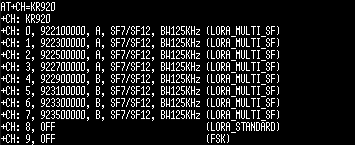 AT+CH=KR920
+CH: KR920
+CH: 0, 922100000, A, SF7/SF12, BW125KHz (LORA_MULTI_SF)
+CH: 1, 922300000, A, SF7/SF12, BW125KHz (LORA_MULTI_SF)
+CH: 2, 922500000, A, SF7/SF12, BW125KHz (LORA_MULTI_SF)
+CH: 3, 922700000, A, SF7/SF12, BW125KHz (LORA_MULTI_SF)
+CH: 4, 922900000, B, SF7/SF12, BW125KHz (LORA_MULTI_SF)
+CH: 5, 923100000, B, SF7/SF12, BW125KHz (LORA_MULTI_SF)
+CH: 6, 923300000, B, SF7/SF12, BW125KHz (LORA_MULTI_SF)
+CH: 7, 923500000, B, SF7/SF12, BW125KHz (LORA_MULTI_SF)
+CH: 8, OFF (LORA_STANDARD)
+CH: 9, OFF (FSK)